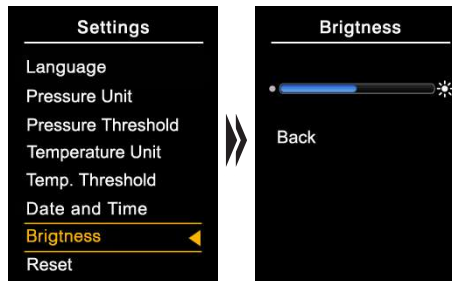 Settings
Language
Pressure Unit
Pressure Threshold
Temperature Unit
Temp. Threshold
Date and Time
Brigtness
Reset
Brigtness
Back